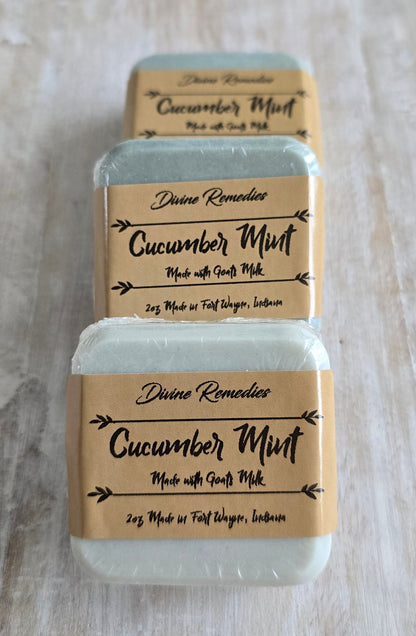 Divine Remedies
Cucumber Mint
Made with Goats Milk
Divine Remedies
Cucumber Mint
Made with Goats Milk
2oz Made in Fort Wayne, Indiana
Divine Remedies
Cucumber Mint
Made with Goats Milk
2oz Made in Fort Wayne, Indiana